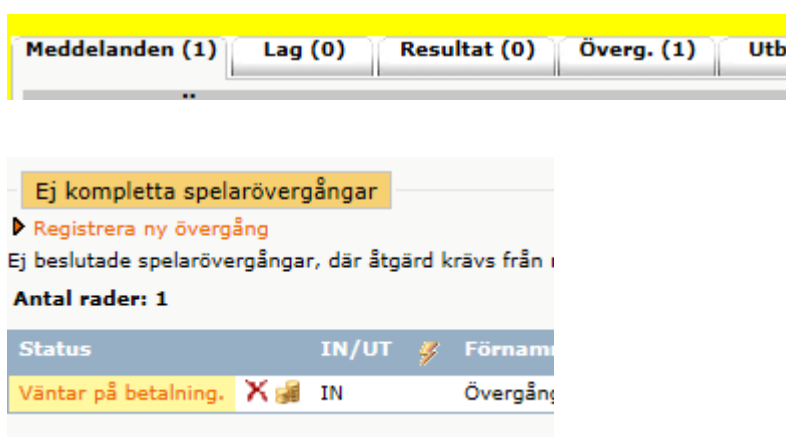 Meddelanden (1) Lag (0) Resultat (0) Överg. (1)
Ej kompletta spelarövergångar
Registrera ny övergång
Ej beslutade spelarövergångar, där åtgärd krävs från
Antal rader: 1
Status IN/UT
Väntar på betalning. IN